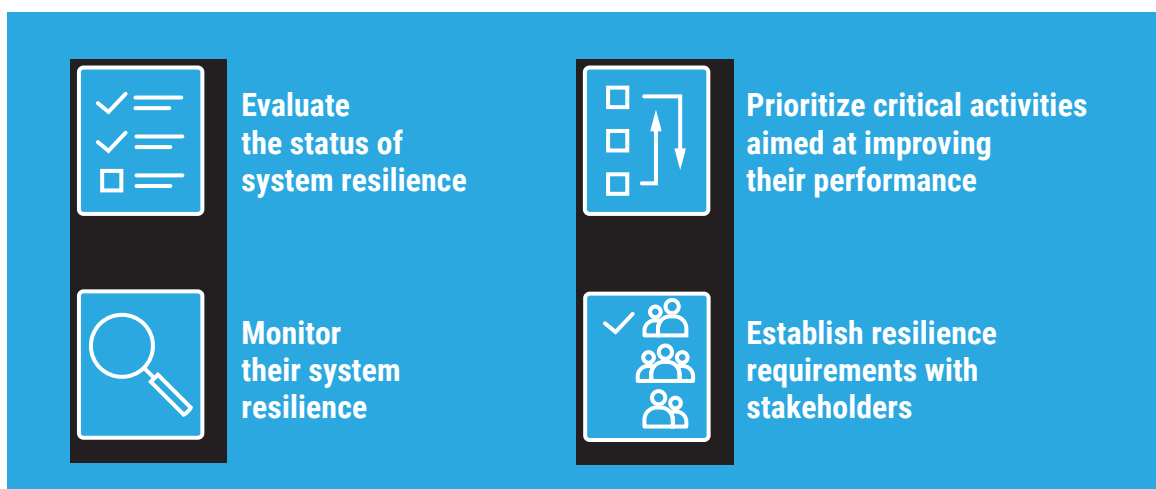 Evaluate
the status of
system resilience
Prioritize critical activities
aimed at improving
their performance
Monitor
their system
resilience
Establish resilience
requirements with
stakeholders